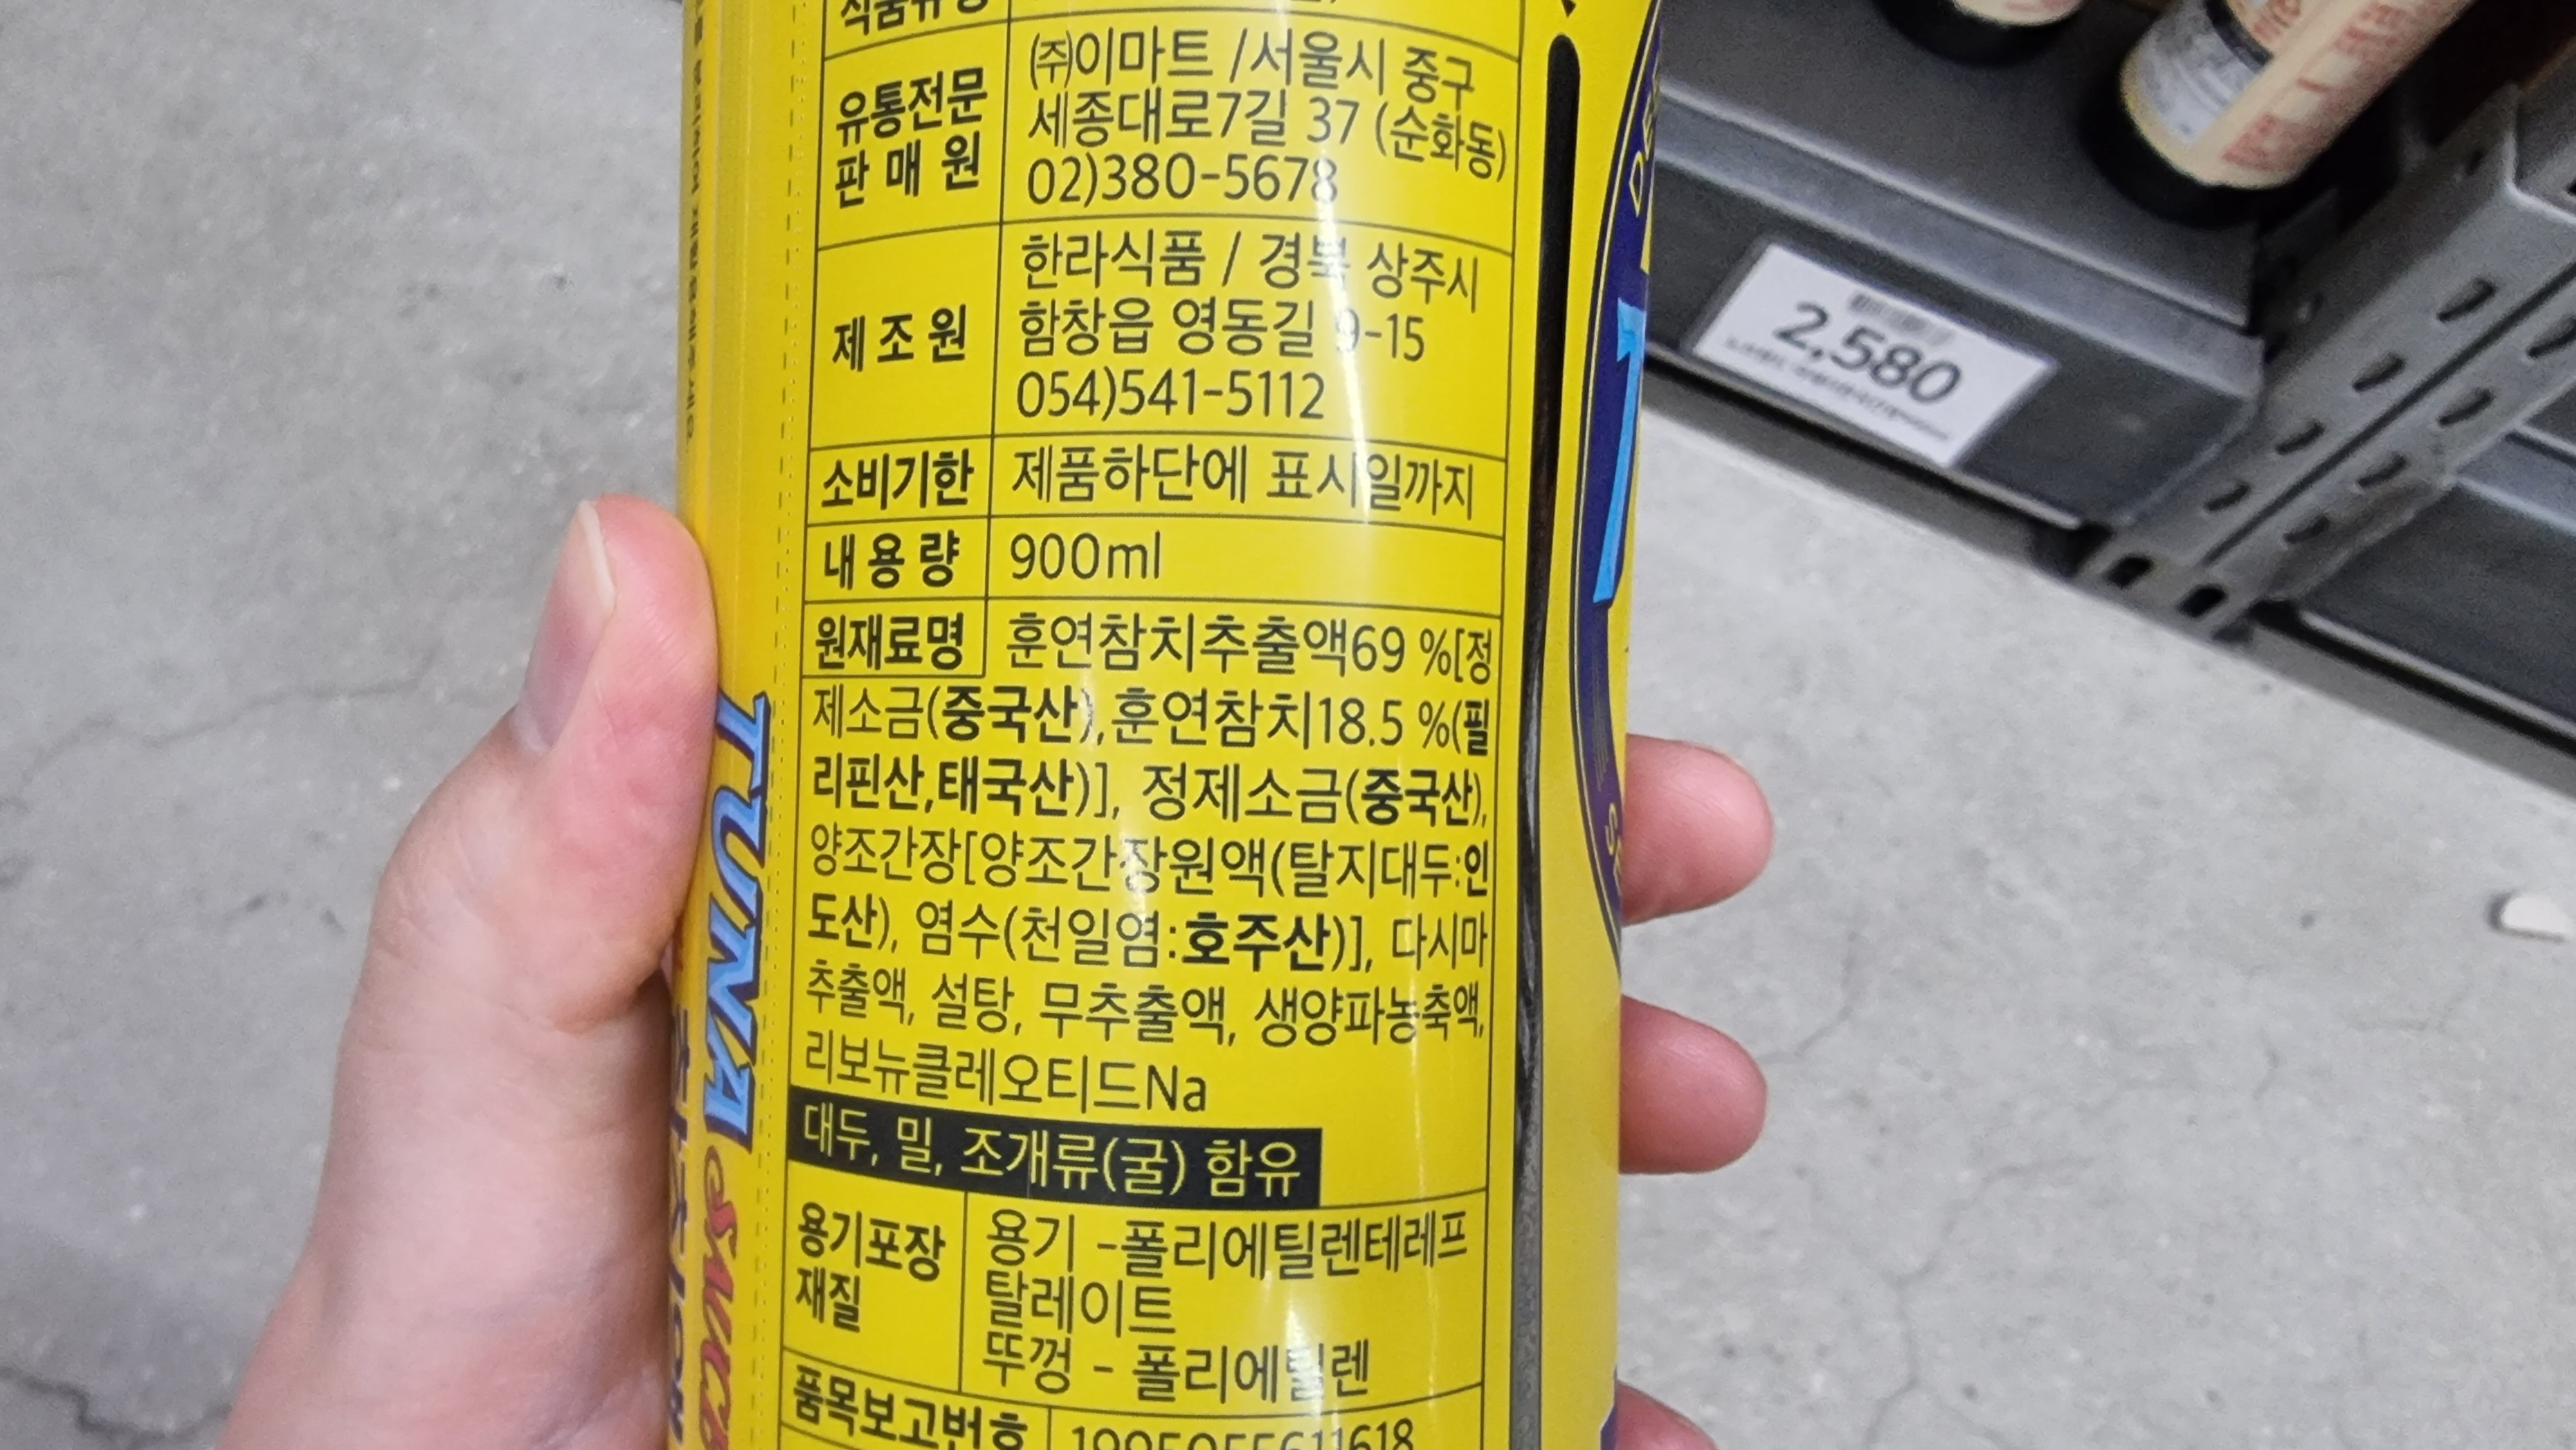 유통전문
판 매 원
㈜이마트 /서울시 중구
세종대로7길 37 (순화동)
02)380-5678
제 조 원
한라식품 / 경북 상주시
함창읍 영동길 9-15
054)541-5112
소비기한
제품하단에 표시일까지
내 용 량
900ml
원재료명
훈연참치추출액69 %[정
제소금(중국산),훈연참치18.5 %(필
리핀산,태국산)], 정제소금(중국산),
양조간장[양조간장원액(탈지대두:인
도산), 염수(천일염:호주산)], 다시마
추출액, 설탕, 무추출액, 생양파농축액,
리보뉴클레오티드Na
대두, 밀, 조개류(굴) 함유
용기포장
재질
용기 -폴리에틸렌테레프
탈레이트
뚜껑 - 폴리에틸렌
품목보고번호
TUNA
2,580